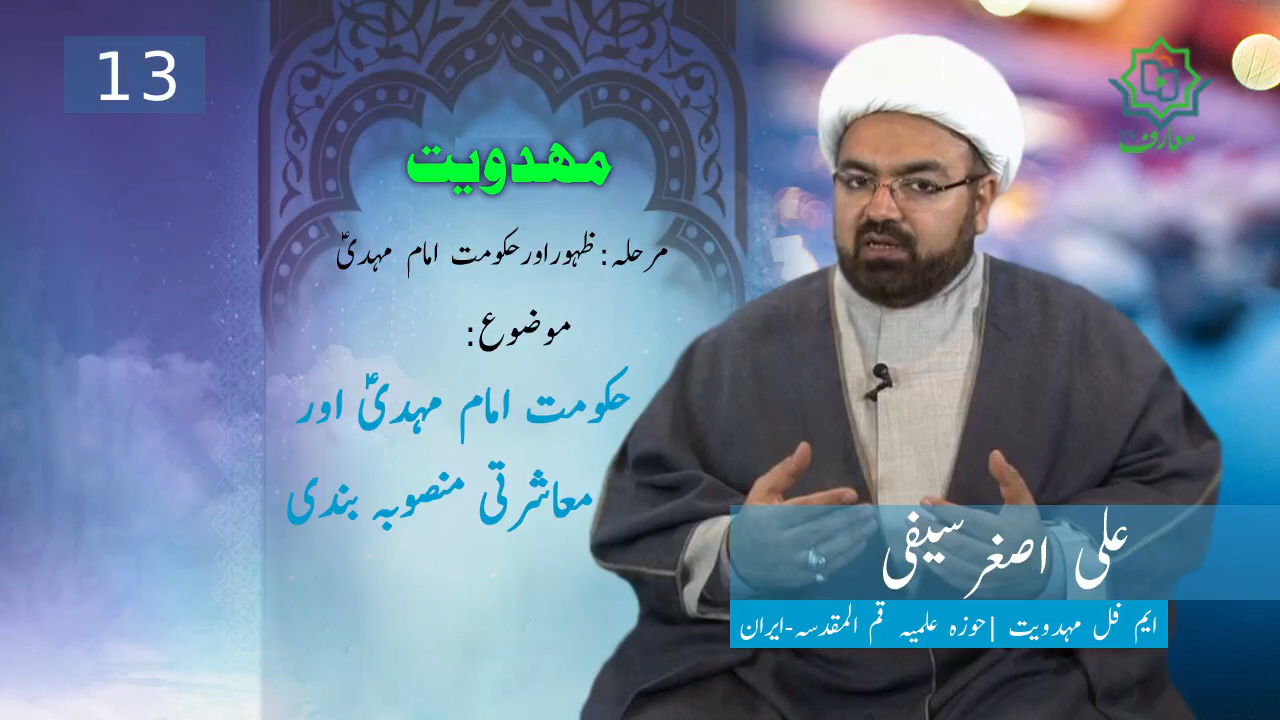 13
مہدویت
مرحلہ: ظہور اور حکومت امام مہدیؑ
موضوع:
حکومت امام مہدیؑ اور
معاشرتی منصوبہ بندی
معارف
علی اصغر سیفی
ایم فل مہدویت | حوزہ علمیہ قم المقدسہ-ایران